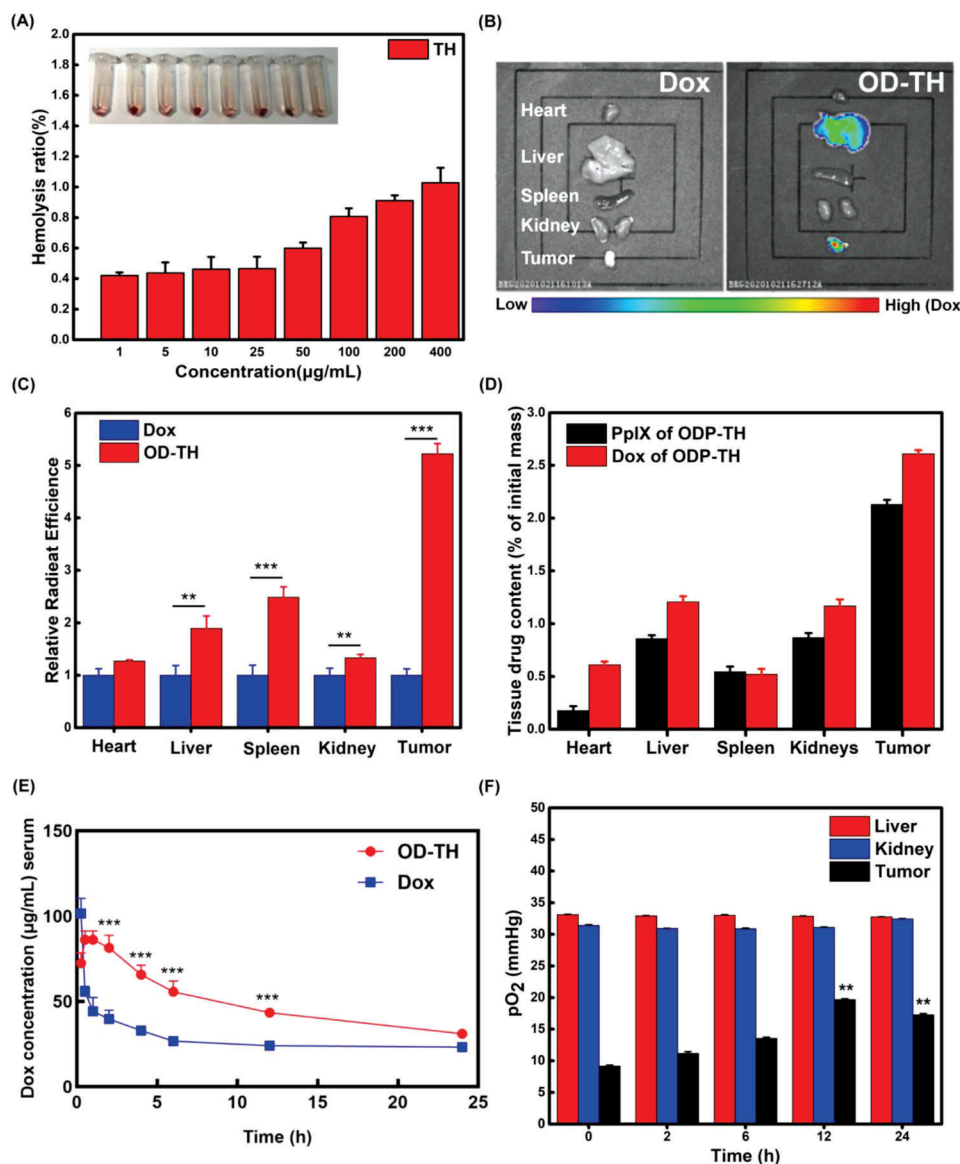 (A)
TH
Hemolysis ratio(%)
2.0
1.8
1.6
1.4
1.2
1.0
0.8
0.6
0.4
0.2
0.0
1 5 10 25 50 100 200 400
Concentration(µg/mL)
(B)
Dox
OD-TH
Heart
Liver
Spleen
Kidney
Tumor
Low
High (Dox
(C)
Dox
OD-TH
Relative Radieat Efficience
6
5
4
3
2
1
0
**
***
**
***
Heart Liver Spleen Kidney Tumor
(D)
PpIX of ODP-TH
Dox of ODP-TH
Tissue drug content (% of initial mass)
3.0
2.5
2.0
1.5
1.0
0.5
0.0
Heart Liver Spleen Kidneys Tumor
(E)
OD-TH
Dox
Dox concentration (µg/mL) serum
150
100
50
0
***
***
***
***
0 5 10 15 20 25
Time (h)
(F)
Liver
Kidney
Tumor
pO2 (mmHg)
50
45
40
35
30
25
20
15
10
5
0
**
**
0 2 6 12 24
Time (h)